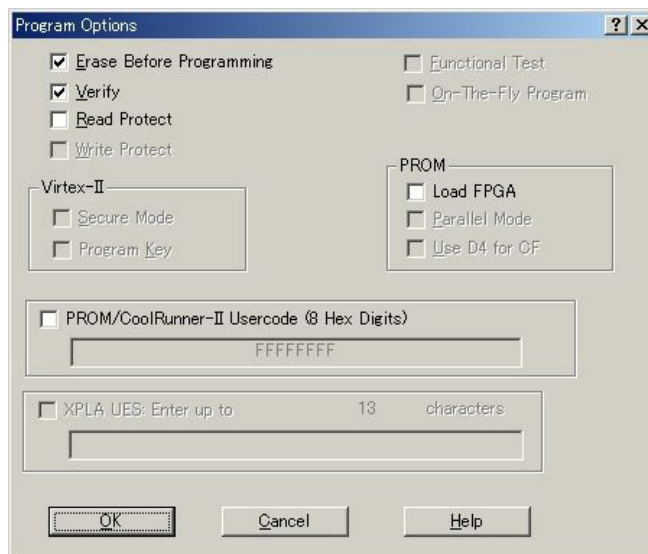 Program Options
Erase Before Programming
Verify
Read Protect
Write Protect
Functional Test
On-The-Fly Program
Virtex-II
Secure Mode
Program Key
PROM
Load FPGA
Parallel Mode
Use D4 for CF
PROM/CoolRunner-II Usercode (8 Hex Digits)
FFFFFFFF
XPLA UES: Enter up to 13 characters
OK Cancel Help